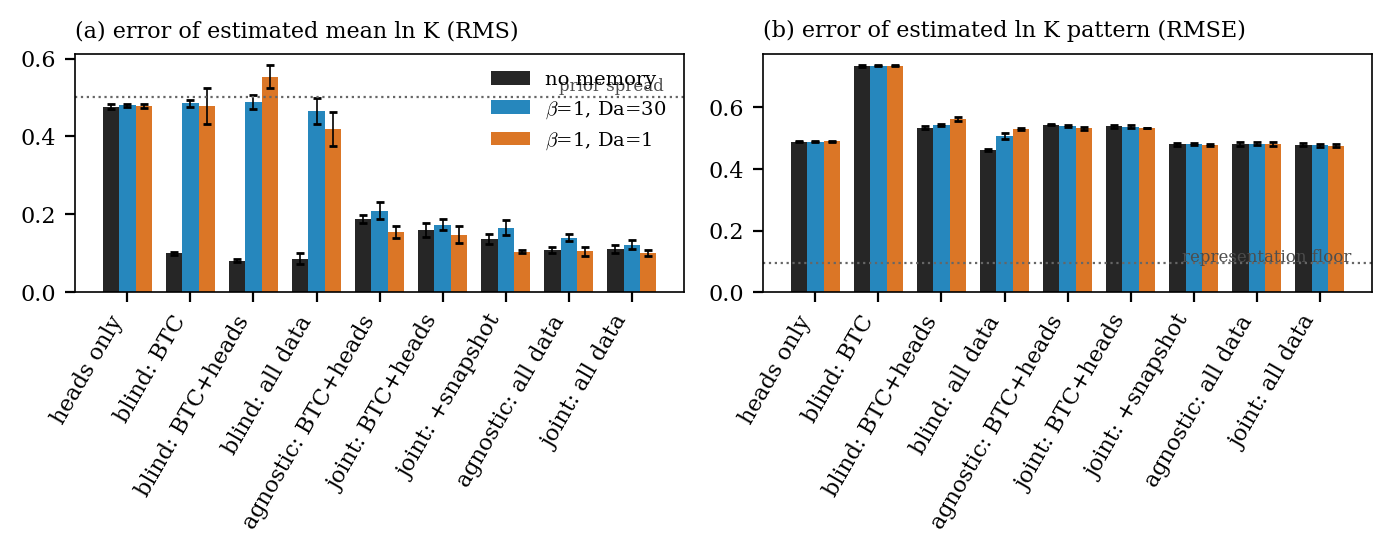 (a) error of estimated mean ln K (RMS)
0.6
0.4
0.2
0.0
no memory
prior spread
β=1, Da=30
β=1, Da=1
heads only
blind: BTC
blind: BTC+heads
blind: all data
agnostic: BTC+heads
joint: BTC+heads
joint: +snapshot
agnostic: all data
joint: all data
(b) error of estimated ln K pattern (RMSE)
0.6
0.4
0.2
0.0
representation floor
heads only
blind: BTC
blind: BTC+heads
blind: all data
agnostic: BTC+heads
joint: BTC+heads
joint: +snapshot
agnostic: all data
joint: all data